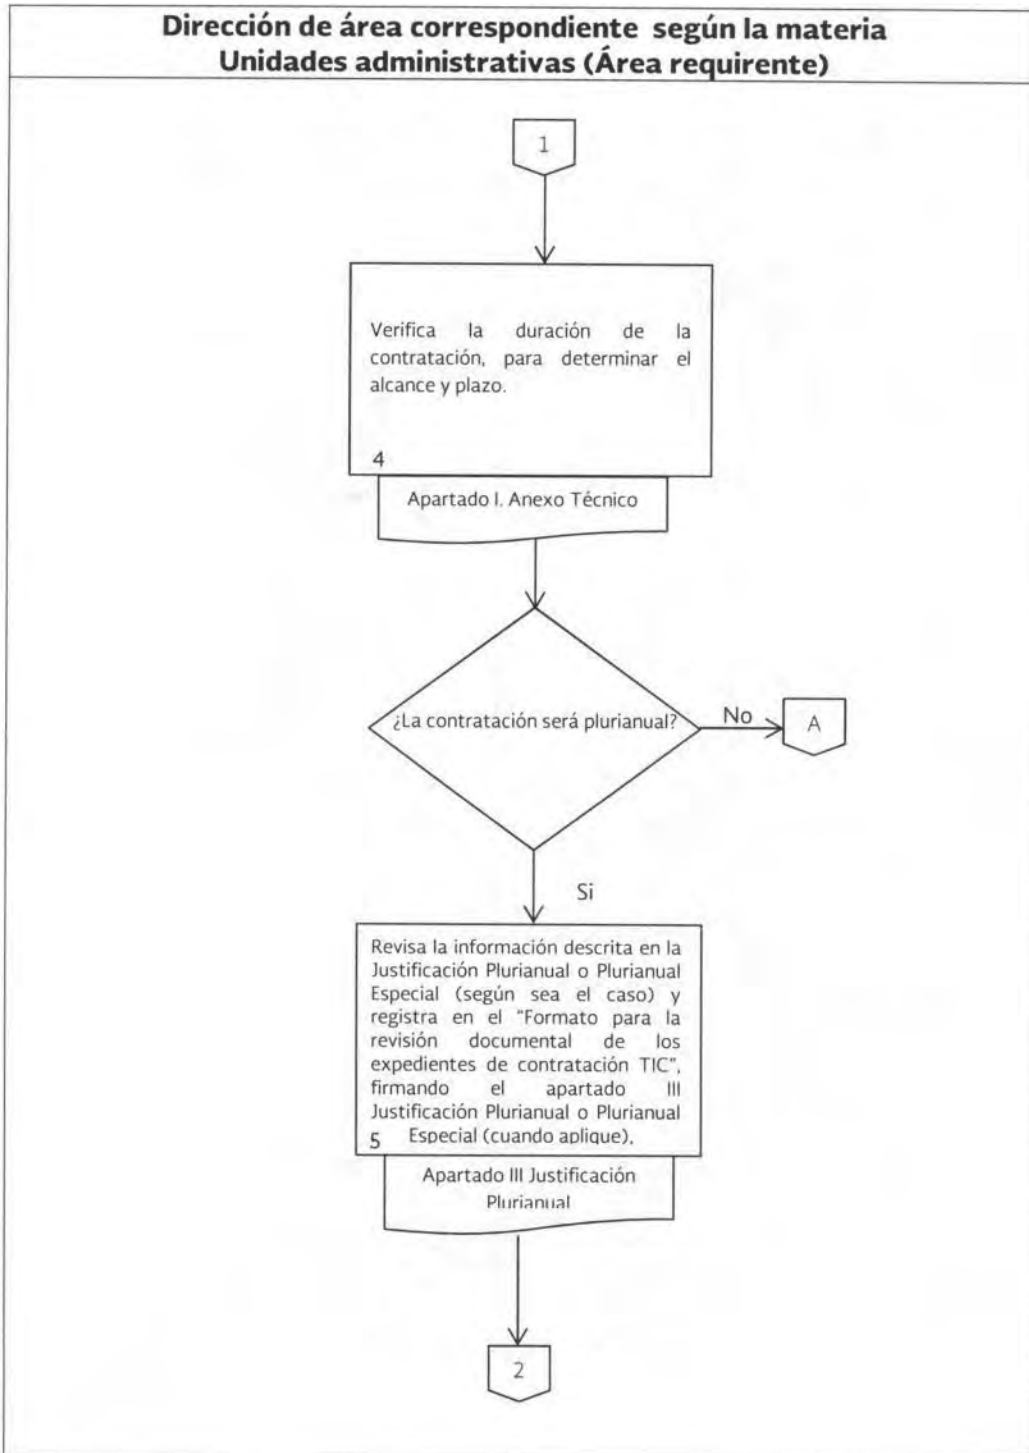 Dirección de área correspondiente según la materia
Unidades administrativas (Área requirente)
1
Verifica la duración de la
contratación, para determinar el
alcance y plazo.
4
Apartado I. Anexo Técnico
¿La contratación será plurianual?
No
A
Si
Revisa la información descrita en la
Justificación Plurianual o Plurianual
Especial (según sea el caso) y
registra en el "Formato para la
revisión documental de los
expedientes de contratación TIC",
firmando el apartado III
Justificación Plurianual o Plurianual
5 Especial (cuando aplique),
Apartado III Justificación
Plurianual
2